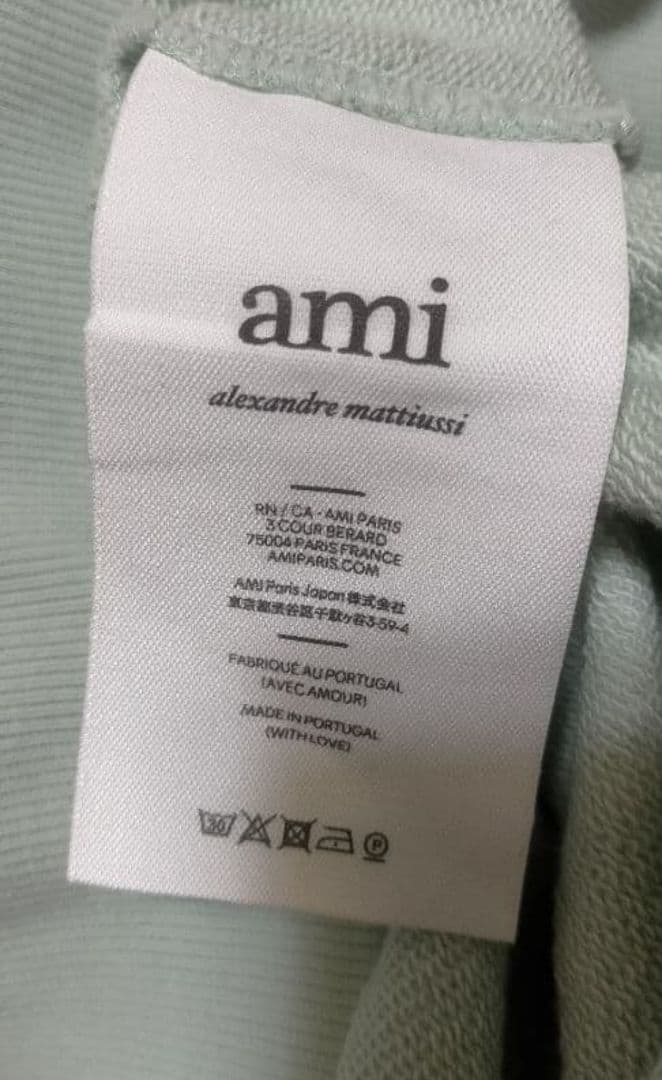 ami
alexandre mattiussi
RN / CA - AMI PARIS
3 COUR BERARD
75004 PARIS FRANCE
AMIPARIS.COM
AMI Paris Japan 株式会社
東京都渋谷区千駄ヶ谷3-59-4
FABRIQUÉ AU PORTUGAL
(AVEC AMOUR)
MADE IN PORTUGAL
(WITH LOVE)
30
P